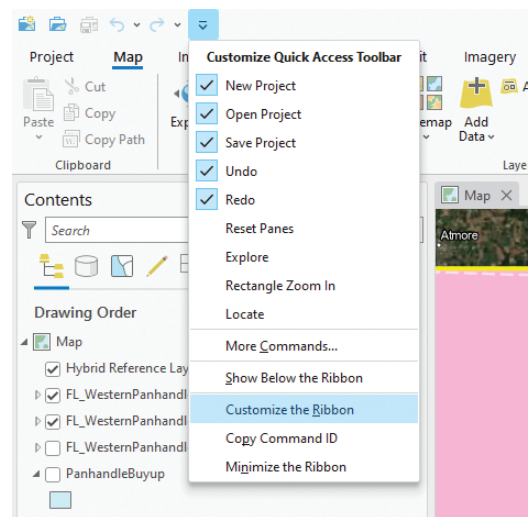 Project Map In it Imagery
Customize Quick Access Toolbar
New Project
Open Project
Save Project
Undo
Redo
Reset Panes
Explore
Rectangle Zoom In
Locate
More Commands...
Show Below the Ribbon
Customize the Ribbon
Copy Command ID
Minimize the Ribbon
Paste
Cut
Copy
Copy Path
Clipboard
Exp
emap
Add
Data
A
Laye
Contents
Search
Drawing Order
Map
Hybrid Reference Lay
FL_WesternPanhandl
FL_WesternPanhandl
FL_WesternPanhandl
PanhandleBuyup
Map
Atmore